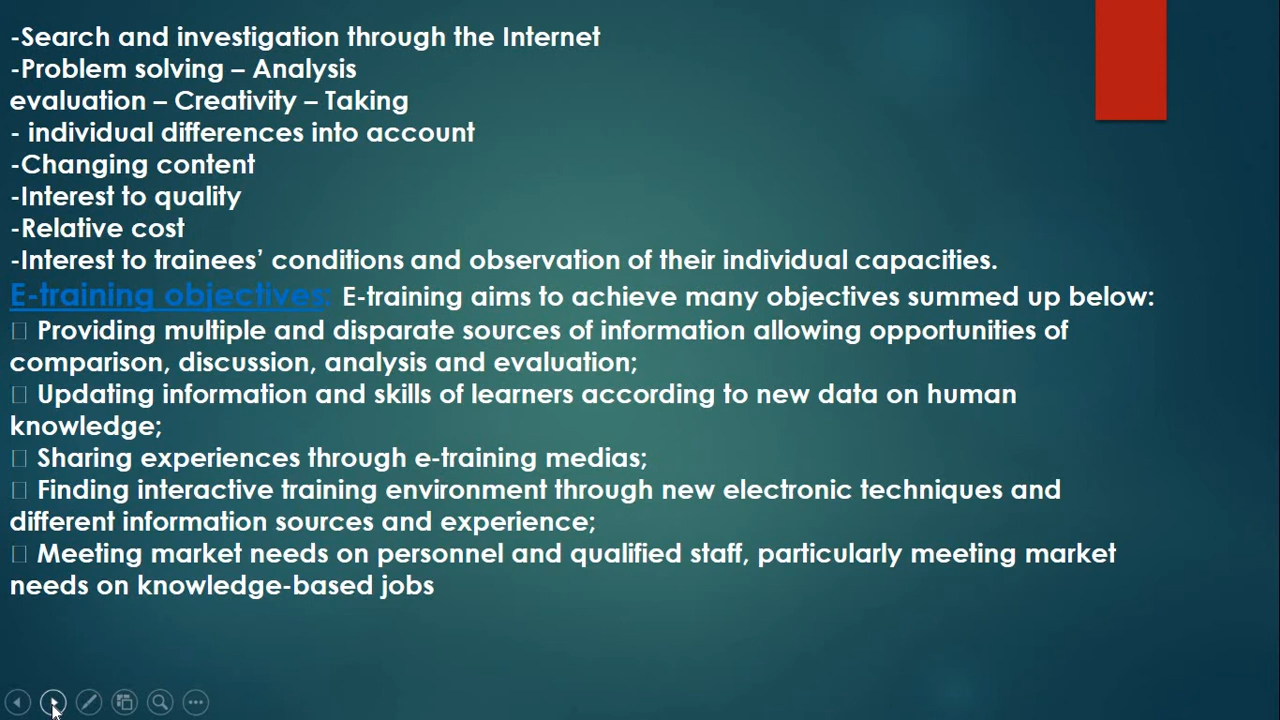 -Search and investigation through the Internet
-Problem solving – Analysis
evaluation – Creativity – Taking
- individual differences into account
-Changing content
-Interest to quality
-Relative cost
-Interest to trainees’ conditions and observation of their individual capacities.
E-training objectives: E-training aims to achieve many objectives summed up below:
 Providing multiple and disparate sources of information allowing opportunities of
comparison, discussion, analysis and evaluation;
 Updating information and skills of learners according to new data on human
knowledge;
 Sharing experiences through e-training medias;
 Finding interactive training environment through new electronic techniques and
different information sources and experience;
 Meeting market needs on personnel and qualified staff, particularly meeting market
needs on knowledge-based jobs